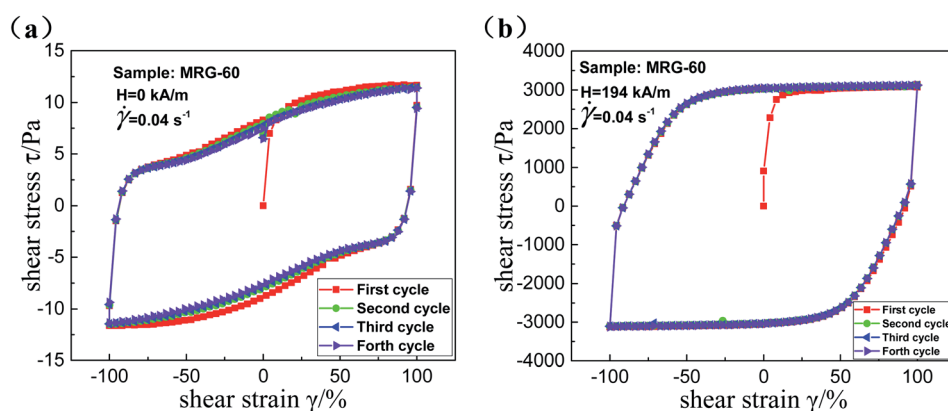 (a)
Sample: MRG-60
H=0 kA/m
γ̇=0.04 s⁻¹
shear stress τ/Pa
15
10
5
0
-5
-10
-15
First cycle
Second cycle
Third cycle
Forth cycle
-100
-50
0
50
100
shear strain γ/%
(b)
Sample: MRG-60
H=194 kA/m
γ̇=0.04 s⁻¹
shear stress τ/Pa
4000
3000
2000
1000
0
-1000
-2000
-3000
-4000
First cycle
Second cycle
Third cycle
Forth cycle
-100
-50
0
50
100
shear strain γ/%